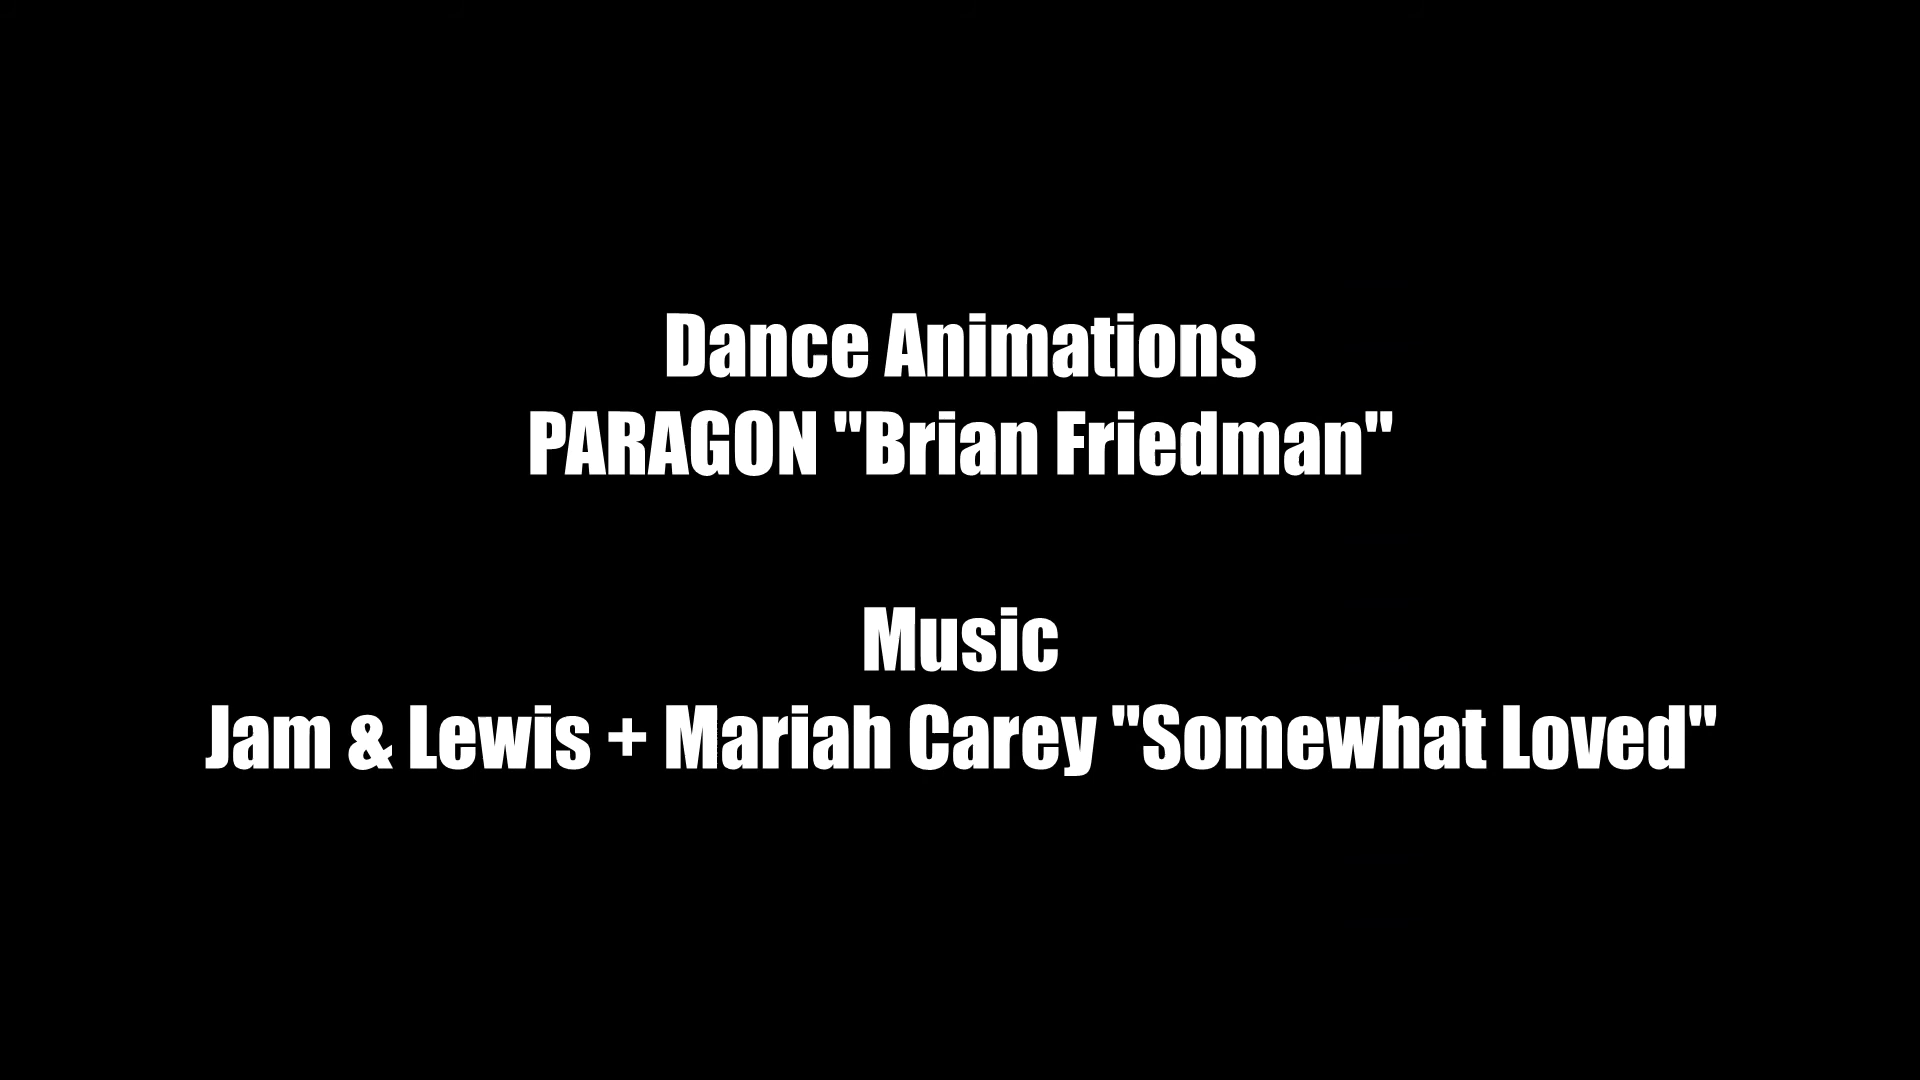 Dance Animations
PARAGON "Brian Friedman"
Music
Jam & Lewis + Mariah Carey "Somewhat Loved"